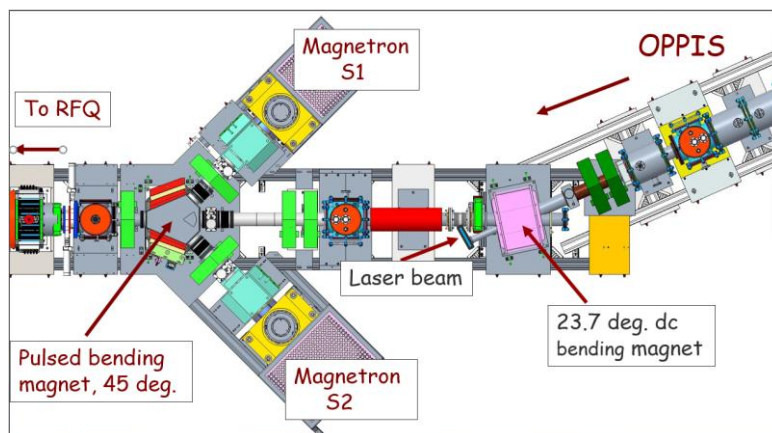 Magnetron
S1
OPPIS
To RFQ
Laser beam
Pulsed bending
magnet, 45 deg.
Magnetron
S2
23.7 deg. dc
bending magnet